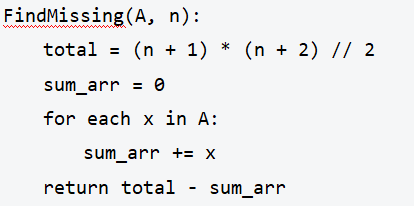 FindMissing(A, n):
    total = (n + 1) * (n + 2) // 2
    sum_arr = 0
    for each x in A:
        sum_arr += x
    return total - sum_arr